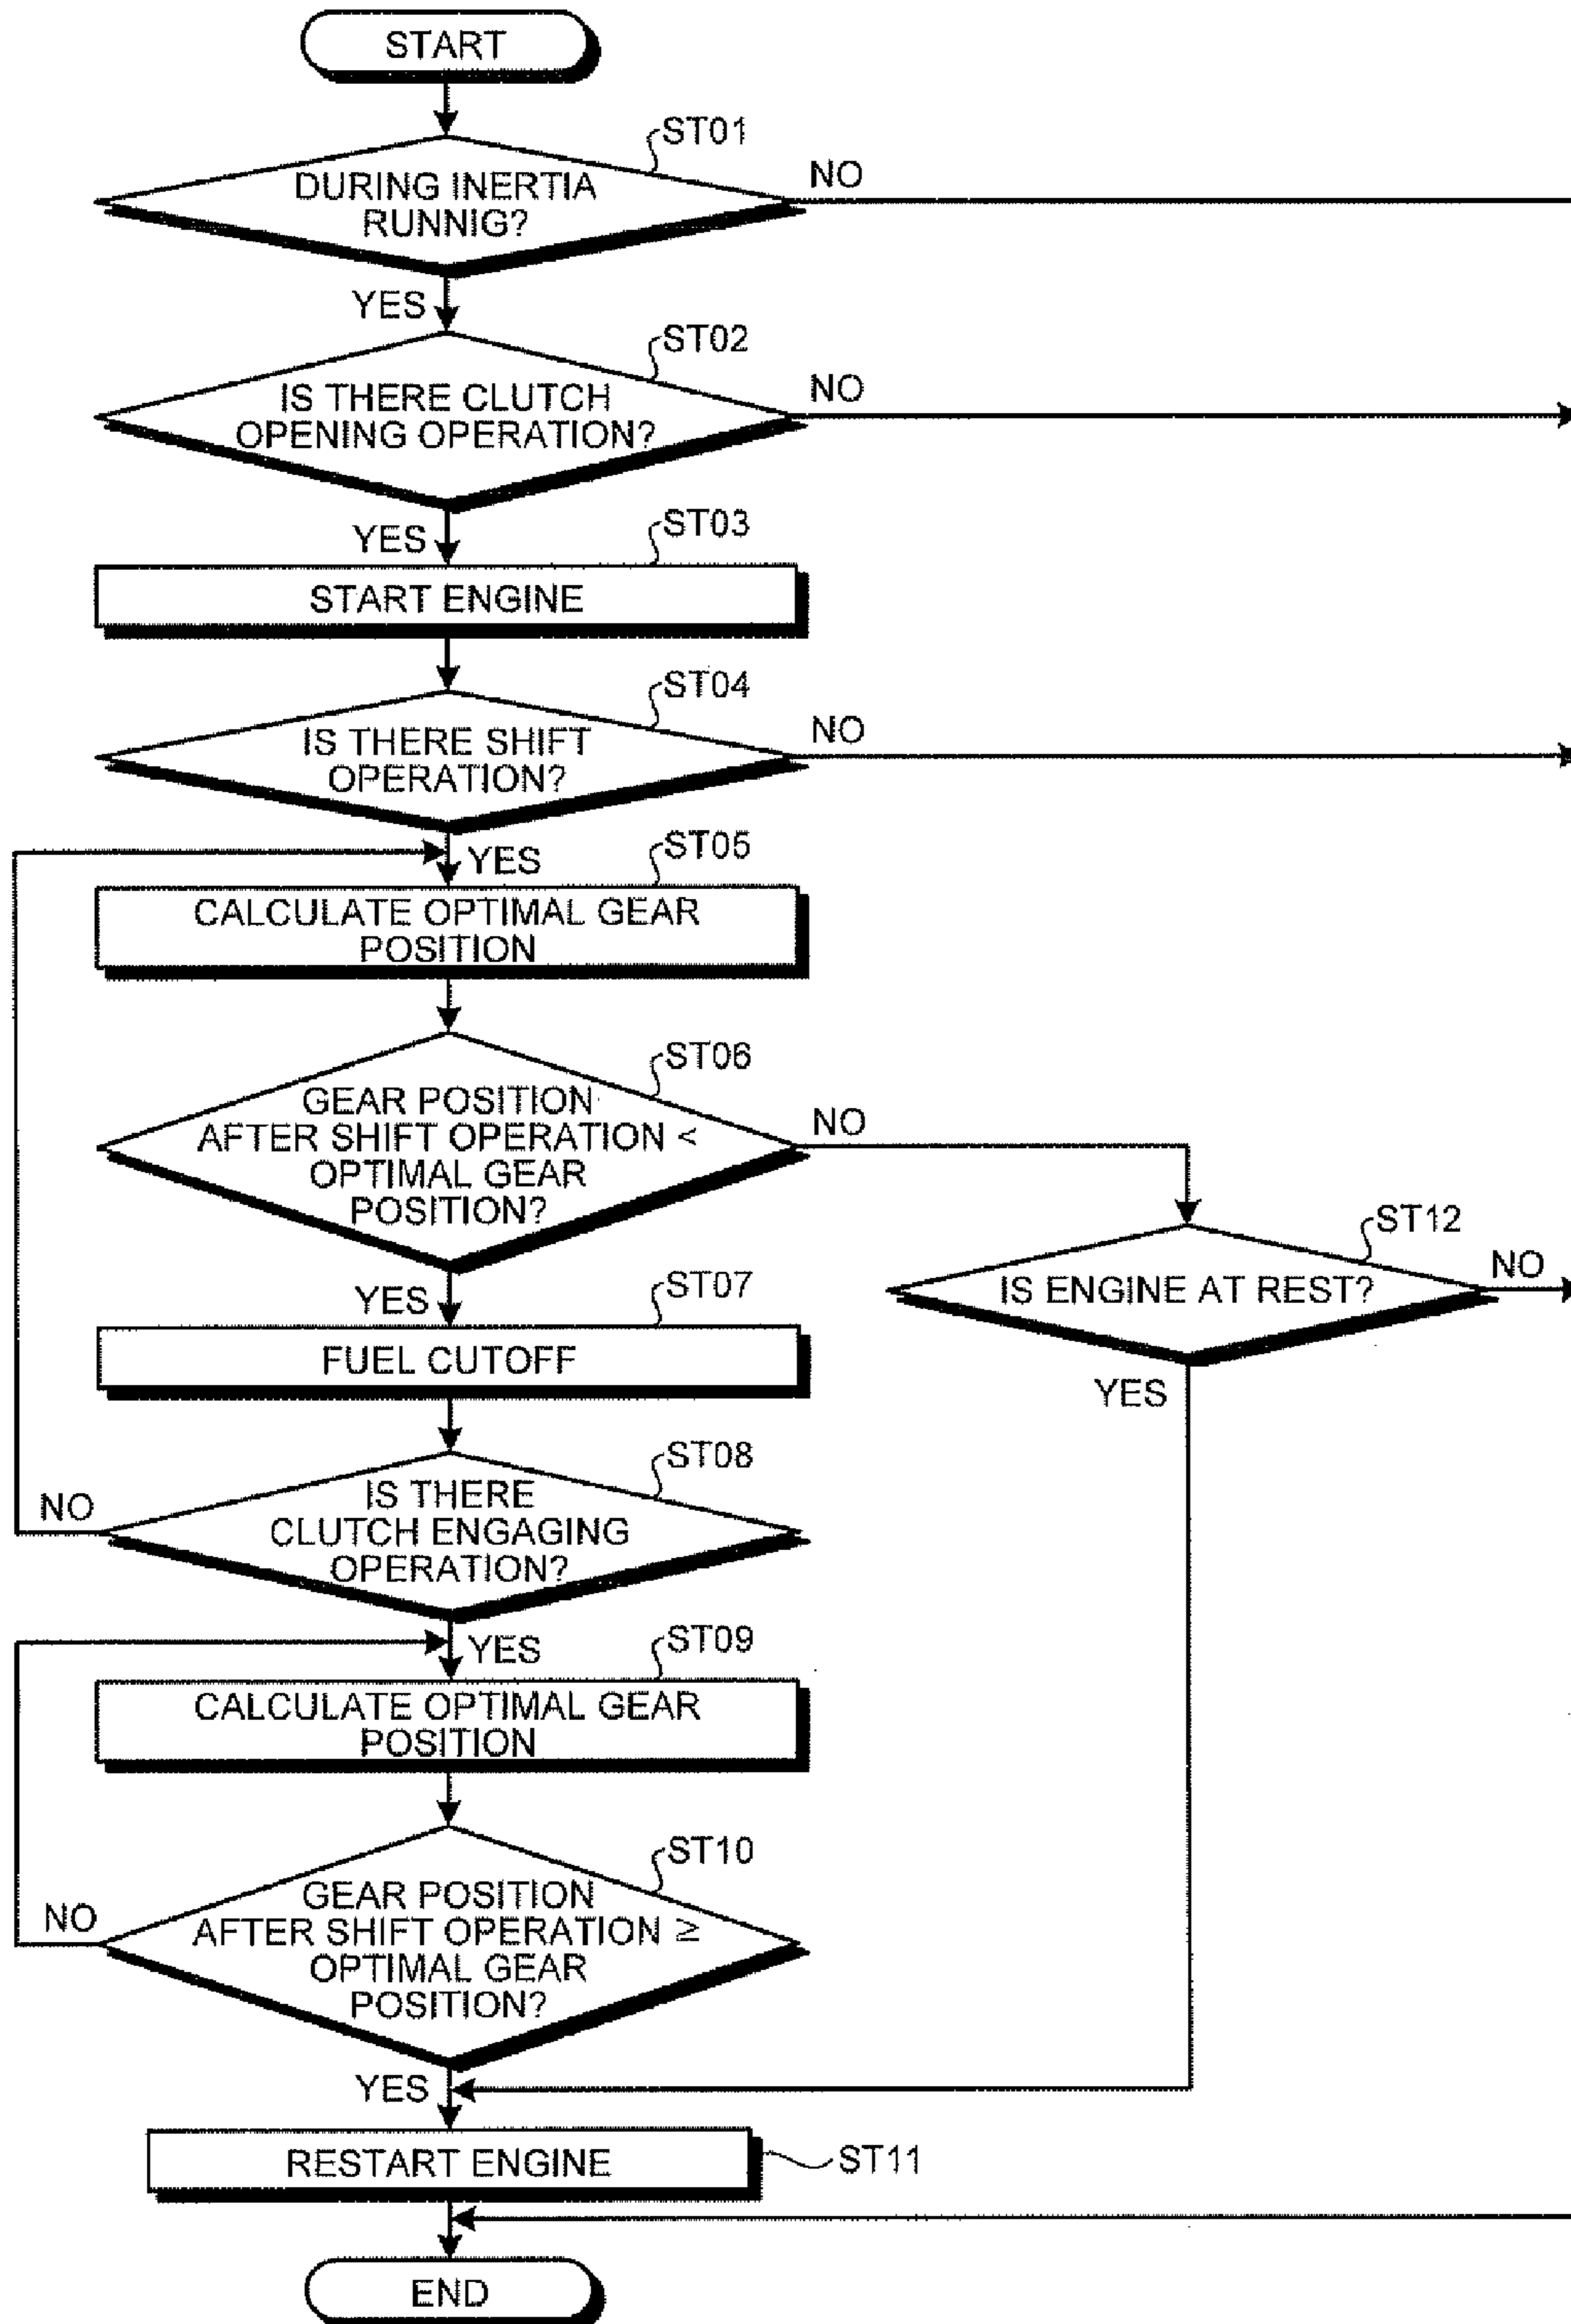 START
ST01
DURING INERTIA
RUNNIG?
NO
YES
ST02
IS THERE CLUTCH
OPENING OPERATION?
NO
YES
ST03
START ENGINE
ST04
IS THERE SHIFT
OPERATION?
NO
YES
ST05
CALCULATE OPTIMAL GEAR
POSITION
ST06
GEAR POSITION
AFTER SHIFT OPERATION <
OPTIMAL GEAR
POSITION?
NO
YES
ST12
IS ENGINE AT REST?
NO
YES
ST07
FUEL CUTOFF
ST08
IS THERE
CLUTCH ENGAGING
OPERATION?
NO
YES
ST09
CALCULATE OPTIMAL GEAR
POSITION
ST10
GEAR POSITION
AFTER SHIFT OPERATION ≥
OPTIMAL GEAR
POSITION?
NO
YES
RESTART ENGINE
ST11
END